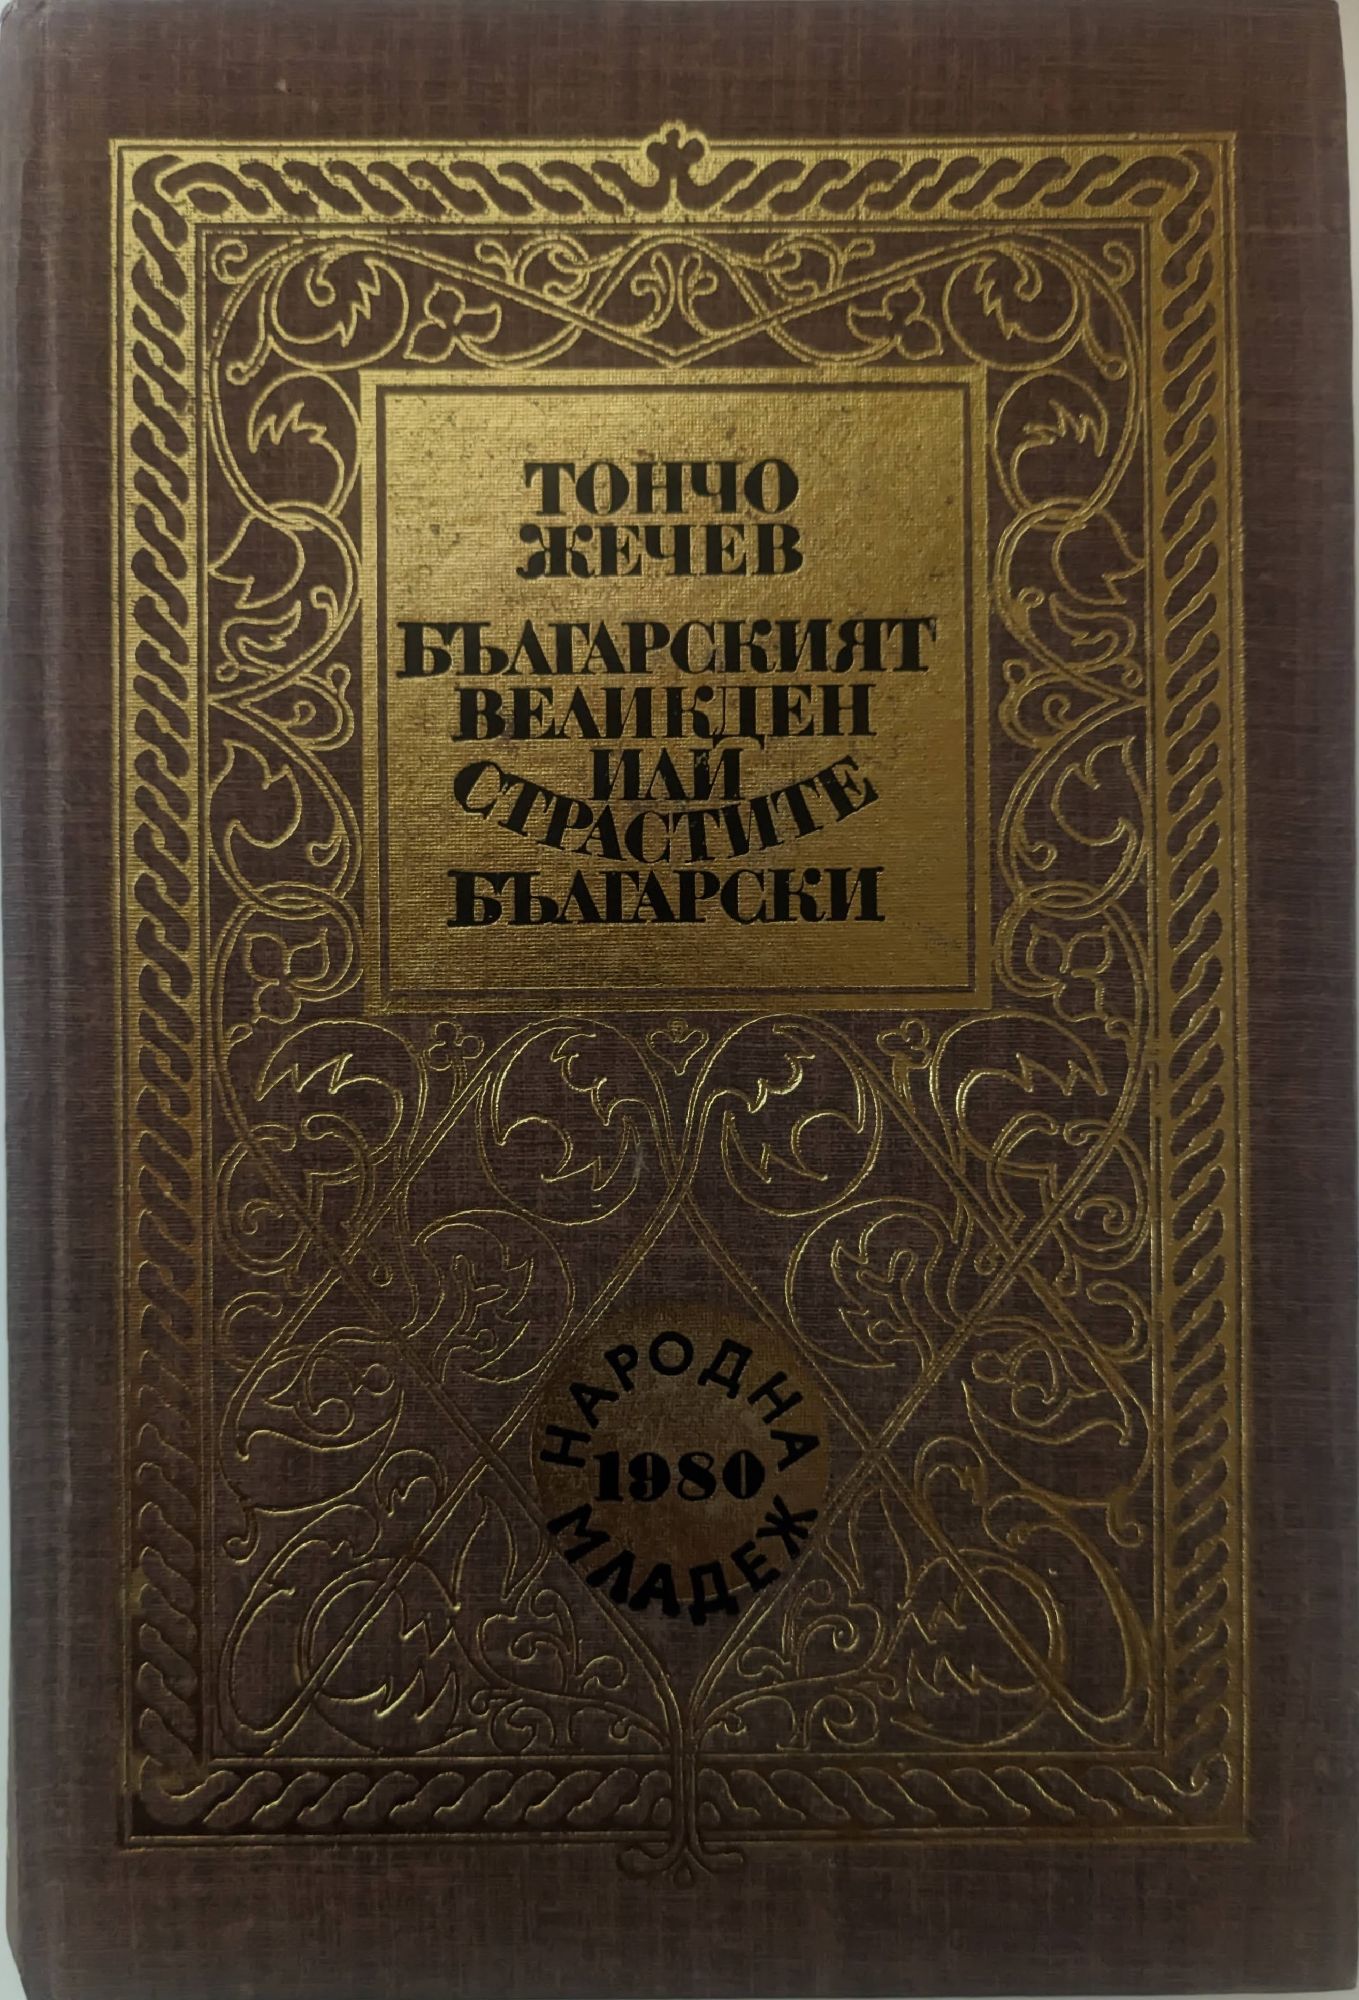 ТОНЧО
ЖЕЧЕВ
БЪЛГАРСКИЯТ
ВЕЛИКДЕН
ИЛИ
СТРАСТИТЕ
БЪЛГАРСКИ
НАРОДНА
1980
МЛАДЕЖ